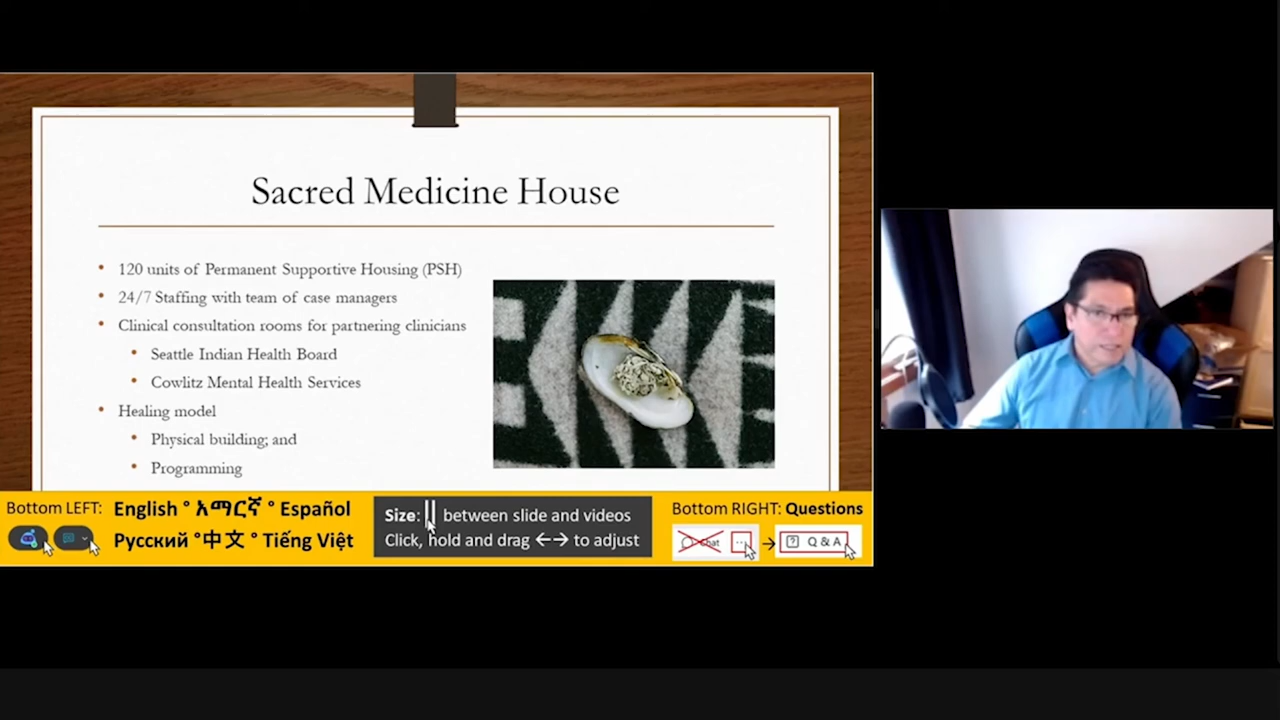 Sacred Medicine House
• 120 units of Permanent Supportive Housing (PSH)
• 24/7 Staffing with team of case managers
• Clinical consultation rooms for partnering clinicians
• Seattle Indian Health Board
• Cowlitz Mental Health Services
• Healing model
• Physical building; and
• Programming
Bottom LEFT: English ° አማርኛ ° Español
Русский ° 中文 ° Tiếng Việt
Size: || between slide and videos
Click, hold and drag ←→ to adjust
Bottom RIGHT: Questions
Chat ... → ? Q & A